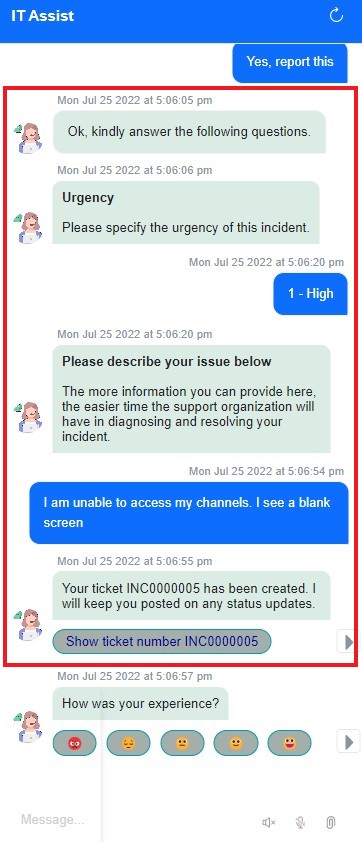 IT Assist
Yes, report this
Mon Jul 25 2022 at 5:06:05 pm
Ok, kindly answer the following questions.
Mon Jul 25 2022 at 5:06:06 pm
Urgency
Please specify the urgency of this incident.
Mon Jul 25 2022 at 5:06:20 pm
1 - High
Mon Jul 25 2022 at 5:06:20 pm
Please describe your issue below
The more information you can provide here,
the easier time the support organization will
have in diagnosing and resolving your
incident.
Mon Jul 25 2022 at 5:06:54 pm
I am unable to access my channels. I see a blank
screen
Mon Jul 25 2022 at 5:06:55 pm
Your ticket INC0000005 has been created. I
will keep you posted on any status updates.
Show ticket number INC0000005
Mon Jul 25 2022 at 5:06:57 pm
How was your experience?
Message...